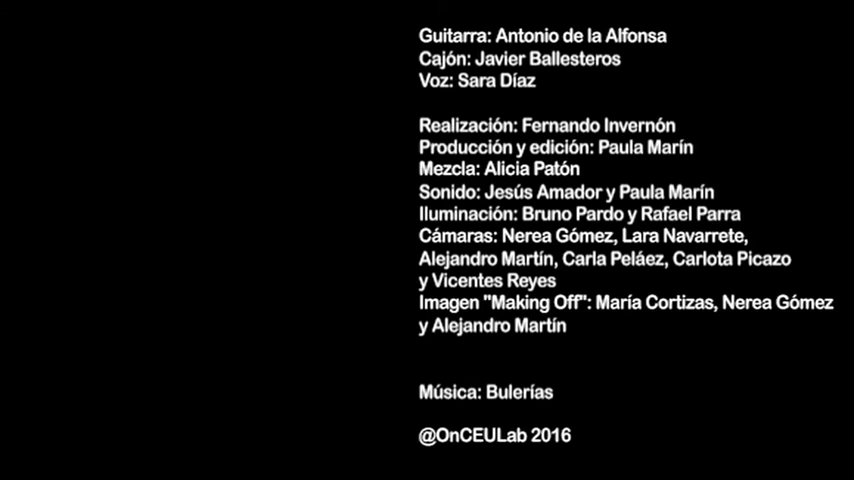 Guitarra: Antonio de la Alfonsa
Cajón: Javier Ballesteros
Voz: Sara Díaz
Realización: Fernando Invernón
Producción y edición: Paula Marín
Mezcla: Alicia Patón
Sonido: Jesús Amador y Paula Marín
Iluminación: Bruno Pardo y Rafael Parra
Cámaras: Nerea Gómez, Lara Navarrete,
Alejandro Martín, Carla Peláez, Carlota Picazo
y Vicentes Reyes
Imagen "Making Off": María Cortizas, Nerea Gómez
y Alejandro Martín
Música: Bulerías
@OnCEULab 2016